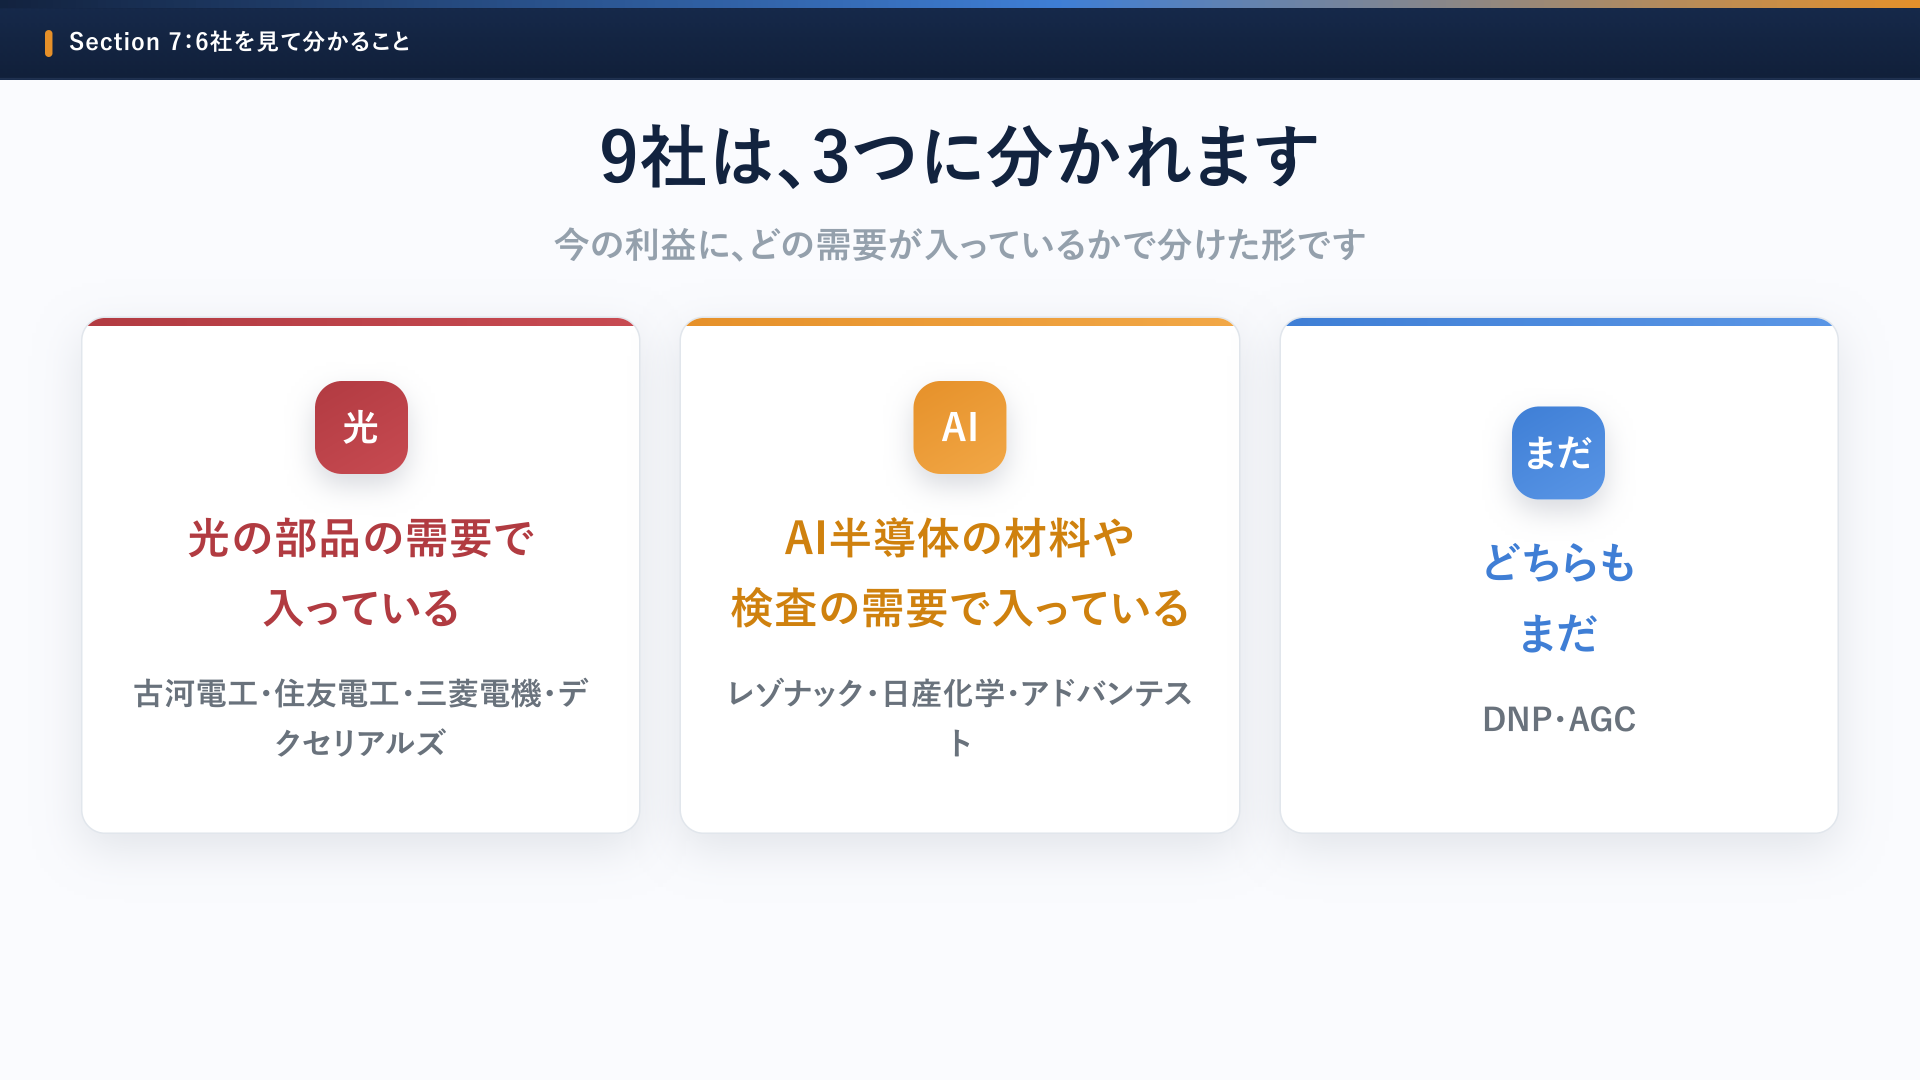 Section 7：6社を見て分かること
9社は、3つに分かれます
今の利益に、どの需要が入っているかで分けた形です
光
光の部品の需要で
入っている
古河電工・住友電工・三菱電機・デ
クセリアルズ
AI
AI半導体の材料や
検査の需要で入っている
レゾナック・日産化学・アドバンテス
ト
まだ
どちらも
まだ
DNP・AGC